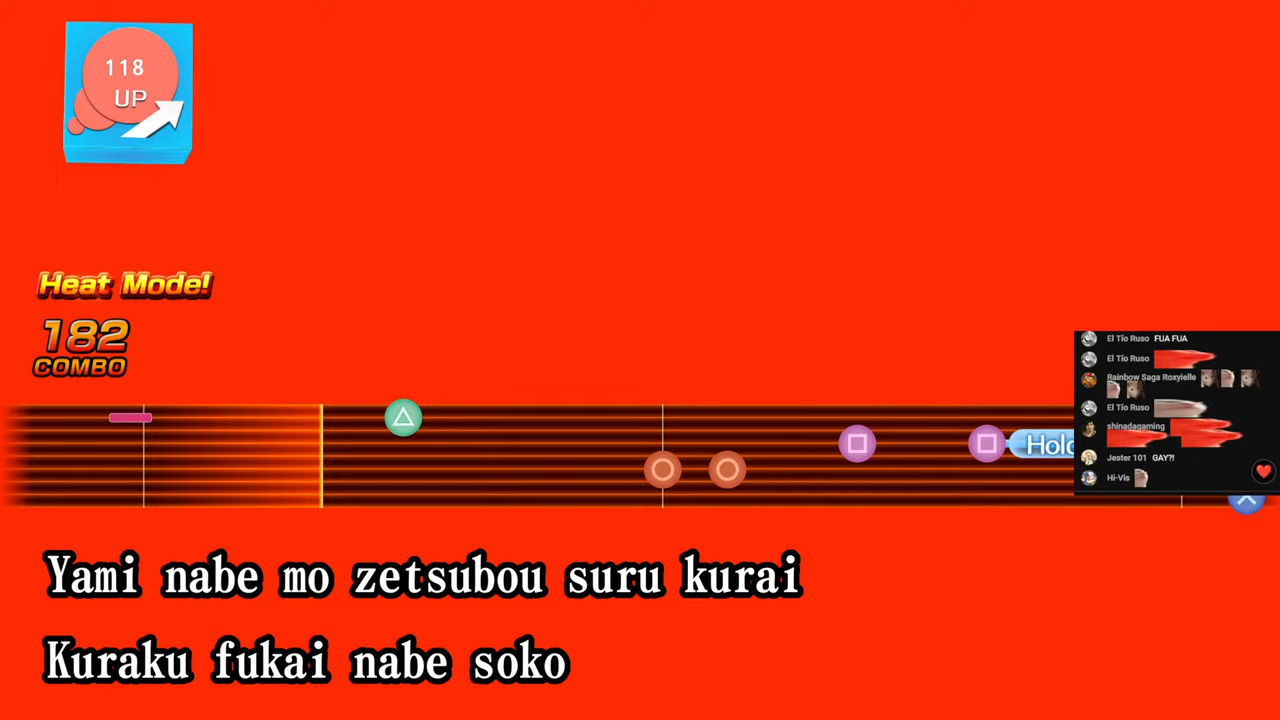 118
UP
Heat Mode!
182
COMBO
El Tío Ruso FUA FUA
El Tío Ruso
Rainbow Saga Roxyielle
El Tío Ruso
shinadagaming
Jester 101 GAY?!
Hi-Vis
Hold
Yami nabe mo zetsubou suru kurai
Kuraku fukai nabe soko